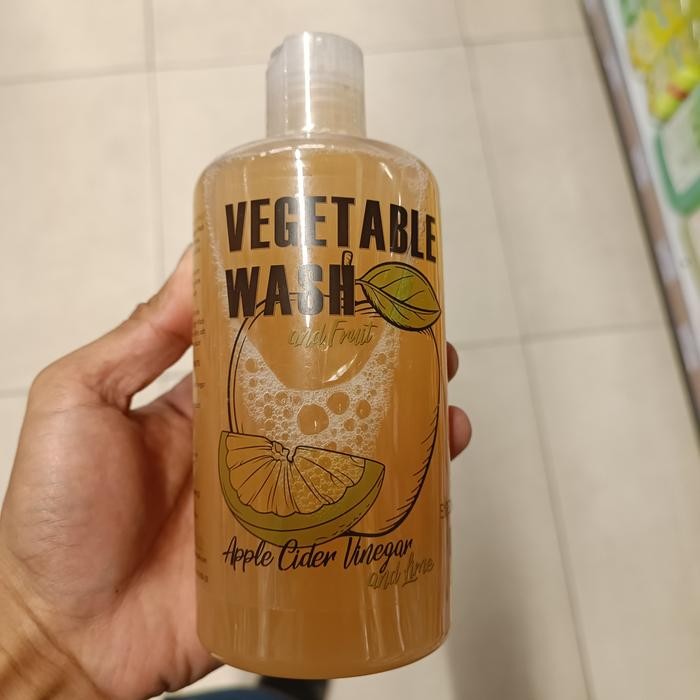 VEGETABLE
WASH
and Fruit
Apple Cider Vinegar
and Lime